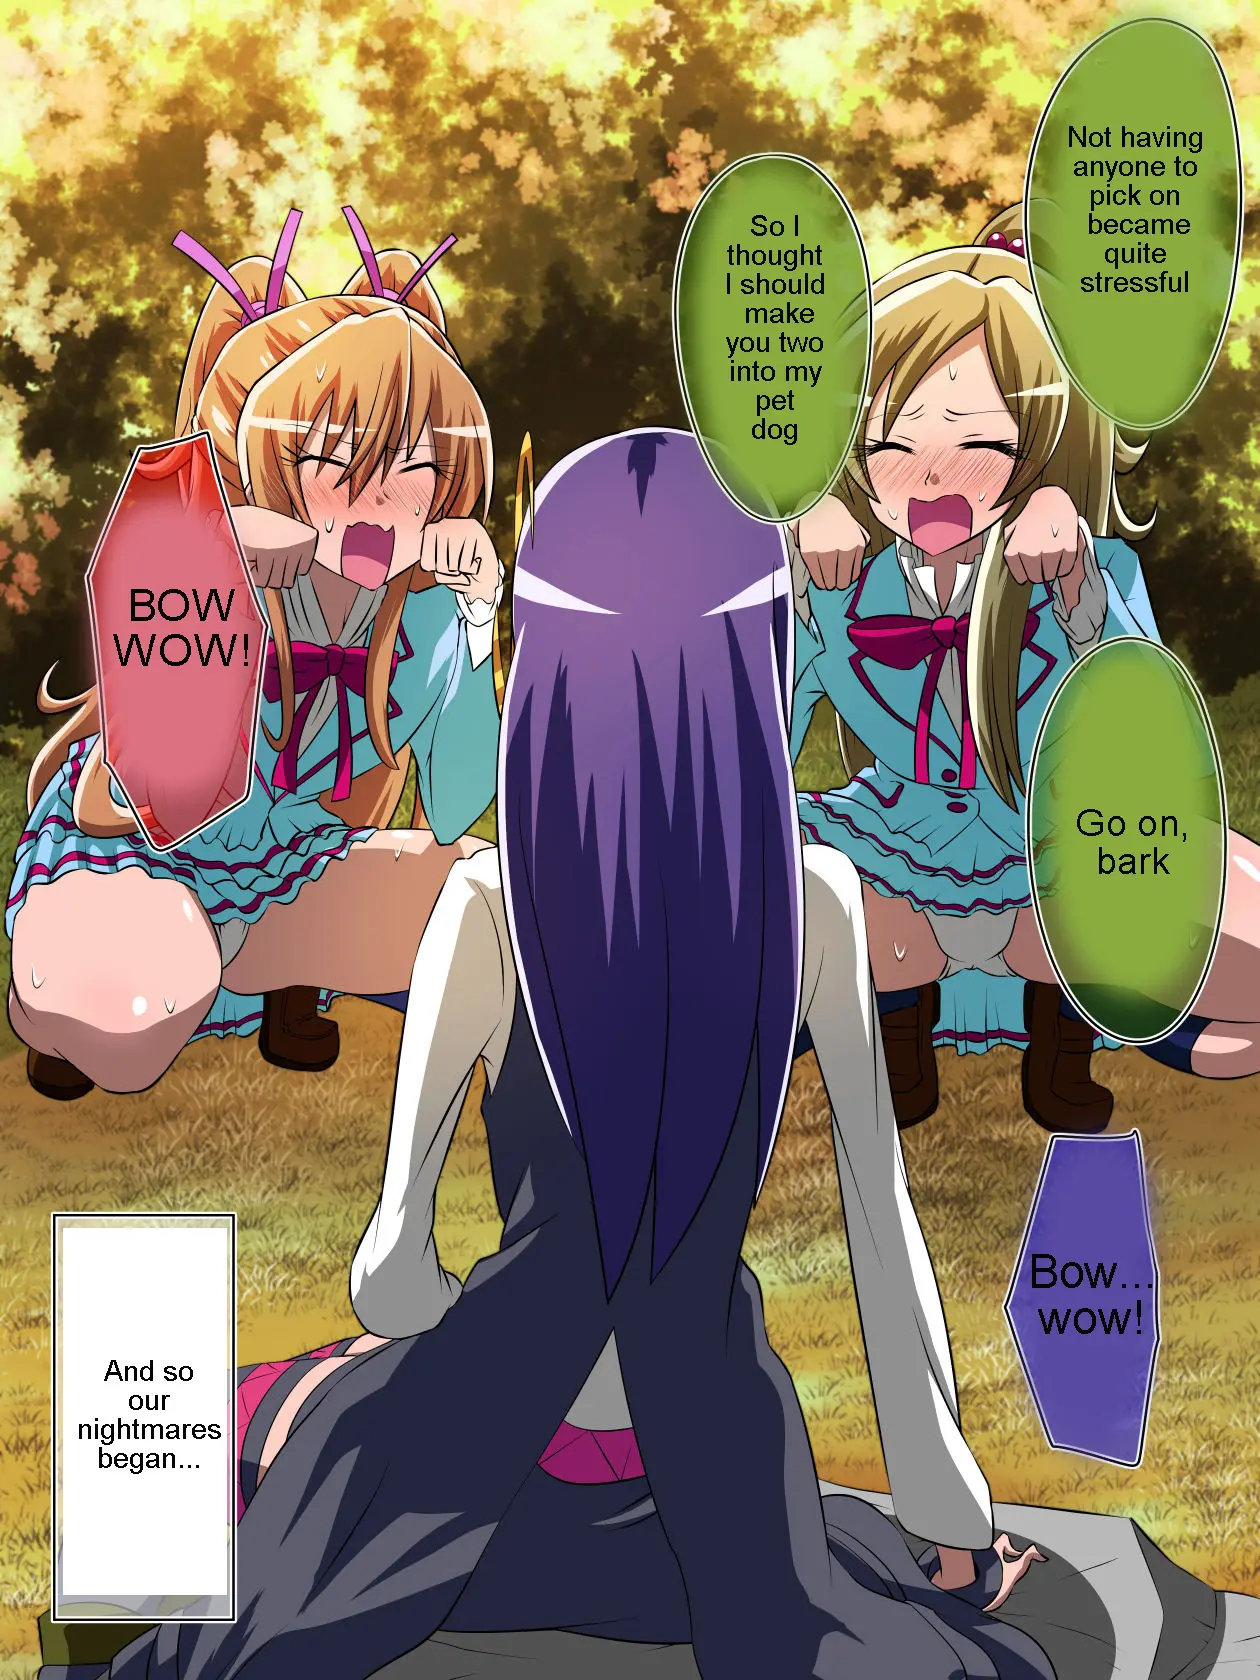 Not having
anyone to
pick on
became
quite
stressful
So I
thought
I should
make
you two
into my
pet
dog
BOW
WOW!
Go on,
bark
Bow...
wow!
And so
our
nightmares
began...